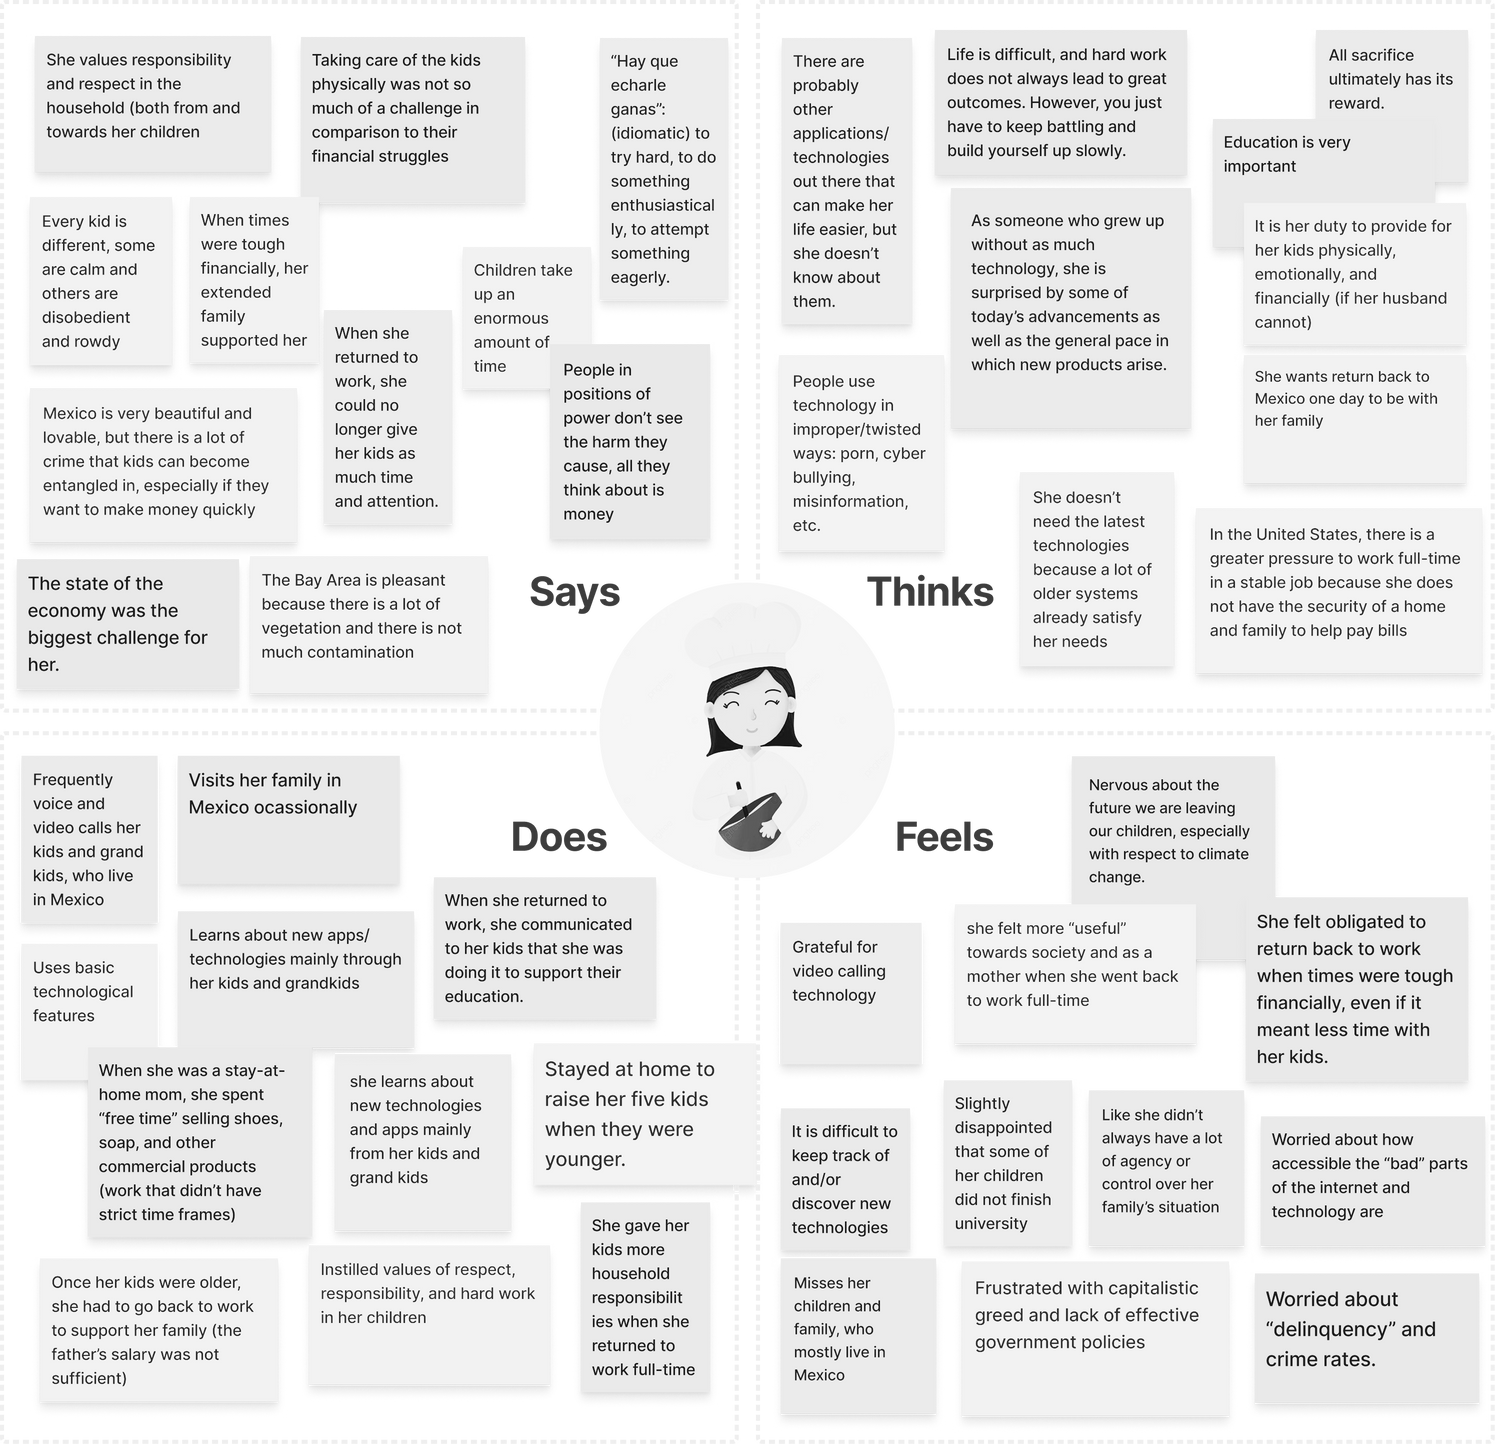 She values responsibility
and respect in the
household (both from and
towards her children
Taking care of the kids
physically was not so
much of a challenge in
comparison to their
financial struggles
“Hay que
echarle
ganas”:
(idiomatic) to
try hard, to do
something
enthusiastical
ly, to attempt
something
eagerly.
Every kid is
different, some
are calm and
others are
disobedient
and rowdy
When times
were tough
financially, her
extended
family
supported her
When she
returned to
work, she
could no
longer give
her kids as
much time
and attention.
Children take
up an
enormous
amount of
time
People in
positions of
power don’t see
the harm they
cause, all they
think about is
money
Mexico is very beautiful and
lovable, but there is a lot of
crime that kids can become
entangled in, especially if they
want to make money quickly
The state of the
economy was the
biggest challenge for
her.
The Bay Area is pleasant
because there is a lot of
vegetation and there is not
much contamination
Says
There are
probably
other
applications/
technologies
out there that
can make her
life easier, but
she doesn’t
know about
them.
Life is difficult, and hard work
does not always lead to great
outcomes. However, you just
have to keep battling and
build yourself up slowly.
All sacrifice
ultimately has its
reward.
Education is very
important
As someone who grew up
without as much
technology, she is
surprised by some of
today’s advancements as
well as the general pace in
which new products arise.
It is her duty to provide for
her kids physically,
emotionally, and
financially (if her husband
cannot)
People use
technology in
improper/twisted
ways: porn, cyber
bullying,
misinformation,
etc.
She wants return back to
Mexico one day to be with
her family
She doesn’t
need the latest
technologies
because a lot of
older systems
already satisfy
her needs
In the United States, there is a
greater pressure to work full-time
in a stable job because she does
not have the security of a home
and family to help pay bills
Thinks
Frequently
voice and
video calls her
kids and grand
kids, who live
in Mexico
Visits her family in
Mexico ocassionally
Does
Learns about new apps/
technologies mainly through
her kids and grandkids
When she returned to
work, she communicated
to her kids that she was
doing it to support their
education.
Uses basic
technological
features
When she was a stay-at-
home mom, she spent
“free time” selling shoes,
soap, and other
commercial products
(work that didn’t have
strict time frames)
she learns about
new technologies
and apps mainly
from her kids and
grand kids
Stayed at home to
raise her five kids
when they were
younger.
Once her kids were older,
she had to go back to work
to support her family (the
father’s salary was not
sufficient)
Instilled values of respect,
responsibility, and hard work
in her children
She gave her
kids more
household
responsibilit
ies when she
returned to
work full-time
Feels
Nervous about the
future we are leaving
our children, especially
with respect to climate
change.
Grateful for
video calling
technology
she felt more “useful”
towards society and as a
mother when she went back
to work full-time
She felt obligated to
return back to work
when times were tough
financially, even if it
meant less time with
her kids.
It is difficult to
keep track of
and/or
discover new
technologies
Slightly
disappointed
that some of
her children
did not finish
university
Like she didn’t
always have a lot
of agency or
control over her
family’s situation
Worried about how
accessible the “bad” parts
of the internet and
technology are
Misses her
children and
family, who
mostly live in
Mexico
Frustrated with capitalistic
greed and lack of effective
government policies
Worried about
“delinquency” and
crime rates.